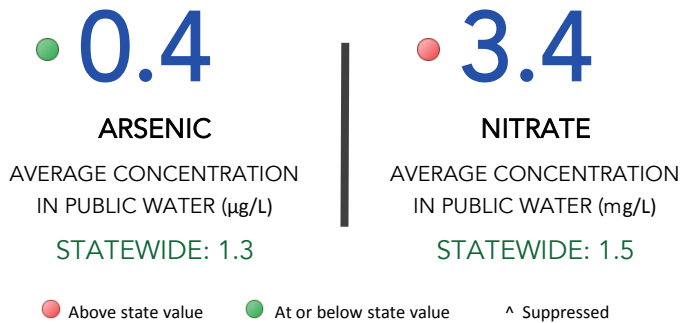 0.4
ARSENIC
AVERAGE CONCENTRATION
IN PUBLIC WATER (µg/L)
STATEWIDE: 1.3
3.4
NITRATE
AVERAGE CONCENTRATION
IN PUBLIC WATER (mg/L)
STATEWIDE: 1.5
Above state value At or below state value ^ Suppressed